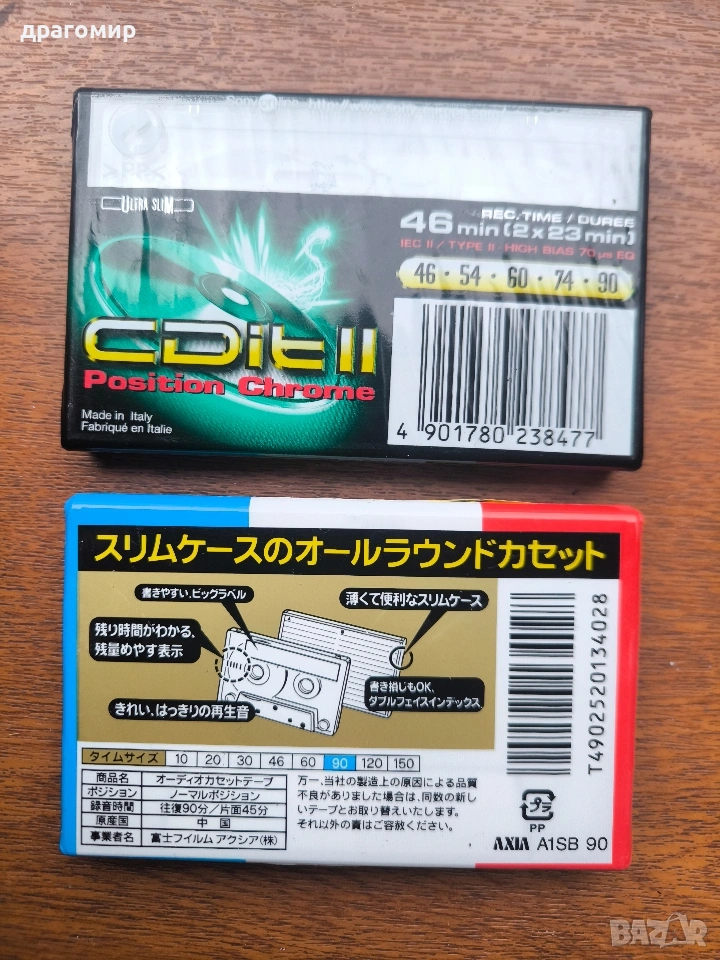 драгомир
ULTRA SLIM
REC. TIME / DUREE
46 min (2 x 23 min)
IEC II / TYPE II · HIGH BIAS 70 µs EQ
46 · 54 · 60 · 74 · 90
CDit II
Position Chrome
Made in Italy
Fabriqué en Italie
4 901780 238477
スリムケースのオールラウンドカセット
書きやすい、ビッグラベル
薄くて便利なスリムケース
残り時間がわかる、
残量めやす表示
書き損じもOK、
ダブルフェイスインデックス
きれい、はっきりの再生音
タイムサイズ 10 20 30 46 60 90 120 150
商品名 オーディオカセットテープ
ポジション ノーマルポジション
録音時間 往復90分/片面45分
原産国 中国
事業者名 富士フイルム アクシア(株)
万一、当社の製造上の原因による品質
不良がありました場合は、同数の新し
いテープとお取り替えいたします。
それ以外の責はご容赦ください。
T4902520134028
プラ
PP
AXIA A1SB 90
BAZAR